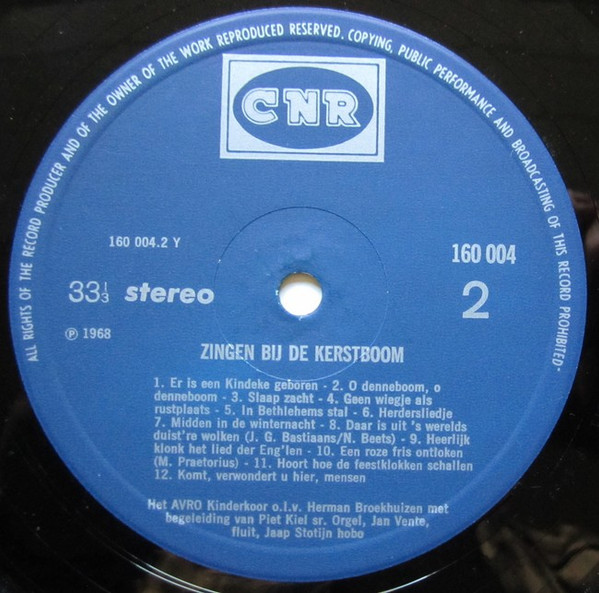 ALL RIGHTS OF THE RECORD PRODUCER AND OF THE OWNER OF THE WORK REPRODUCED RESERVED. COPYING, PUBLIC PERFORMANCE AND BROADCASTING OF THIS RECORD PROHIBITED-
CNR
160 004.2 Y
160 004
33⅓ stereo
2
℗ 1968
ZINGEN BIJ DE KERSTBOOM
1. Er is een Kindeke geboren - 2. O denneboom, o
denneboom - 3. Slaap zacht - 4. Geen wiegje als
rustplaats - 5. In Bethlehems stal - 6. Herdersliedje
7. Midden in de winternacht - 8. Daar is uit 's werelds
duist're wolken (J. G. Bastiaans/N. Beets) - 9. Heerlijk
klonk het lied der Eng'len - 10. Een roze fris ontloken
(M. Praetorius) - 11. Hoort hoe de feestklokken schallen
12. Komt, verwondert u hier, mensen
Het AVRO Kinderkoor o.l.v. Herman Broekhuizen met
begeleiding van Piet Kiel sr. Orgel, Jan Vente,
fluit, Jaap Stotijn hobo